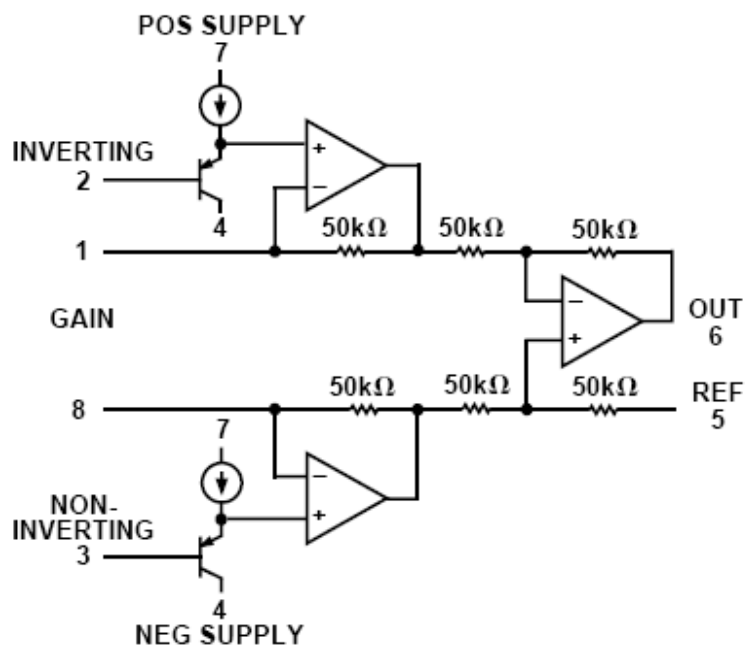 POS SUPPLY
7
INVERTING
2
+
−
4
50kΩ
50kΩ
50kΩ
1
−
+
OUT
6
GAIN
50kΩ
50kΩ
50kΩ
REF
5
8
7
−
+
NON-
INVERTING
3
4
NEG SUPPLY